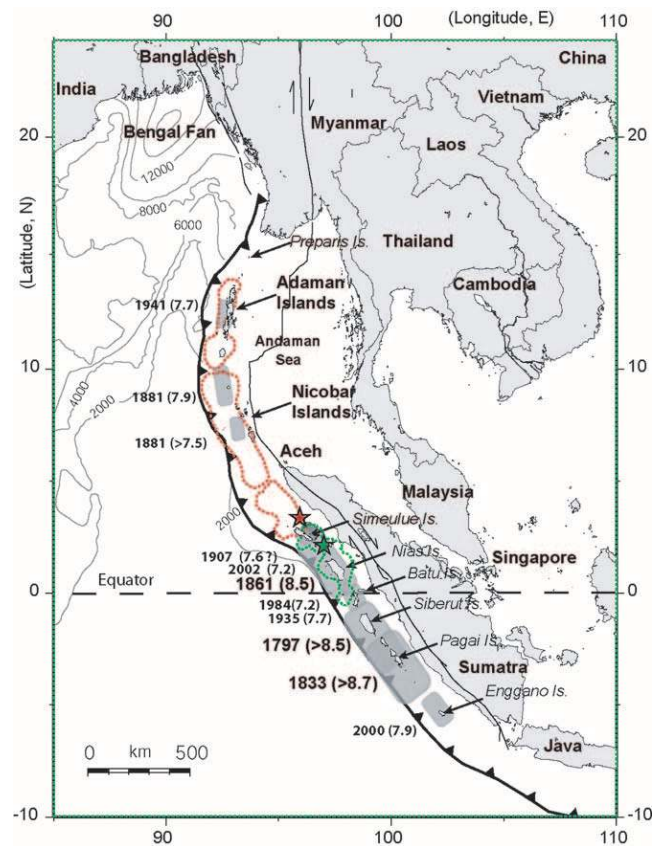 90
100
(Longitude, E)
110
Bangladesh
China
India
Vietnam
Bengal Fan
Myanmar
20
Laos
12000
8000
6000
(Latitude, N)
Preparis Is.
Thailand
Adaman
Islands
1941 (7.7)
Cambodia
Andaman
Sea
10
10
4000
2000
1881 (7.9)
Nicobar
Islands
1881 (>7.5)
Aceh
Malaysia
2000
Simeulue Is.
1907 (7.6?)
Nias Is.
Singapore
2002 (7.2)
Batu Is.
Equator
1861 (8.5)
0
0
1984(7.2)
Siberut Is.
1935 (7.7)
1797 (>8.5)
Pagai Is.
Sumatra
1833 (>8.7)
Enggano Is.
2000 (7.9)
Java
0 km 500
-10
-10
90
100
110